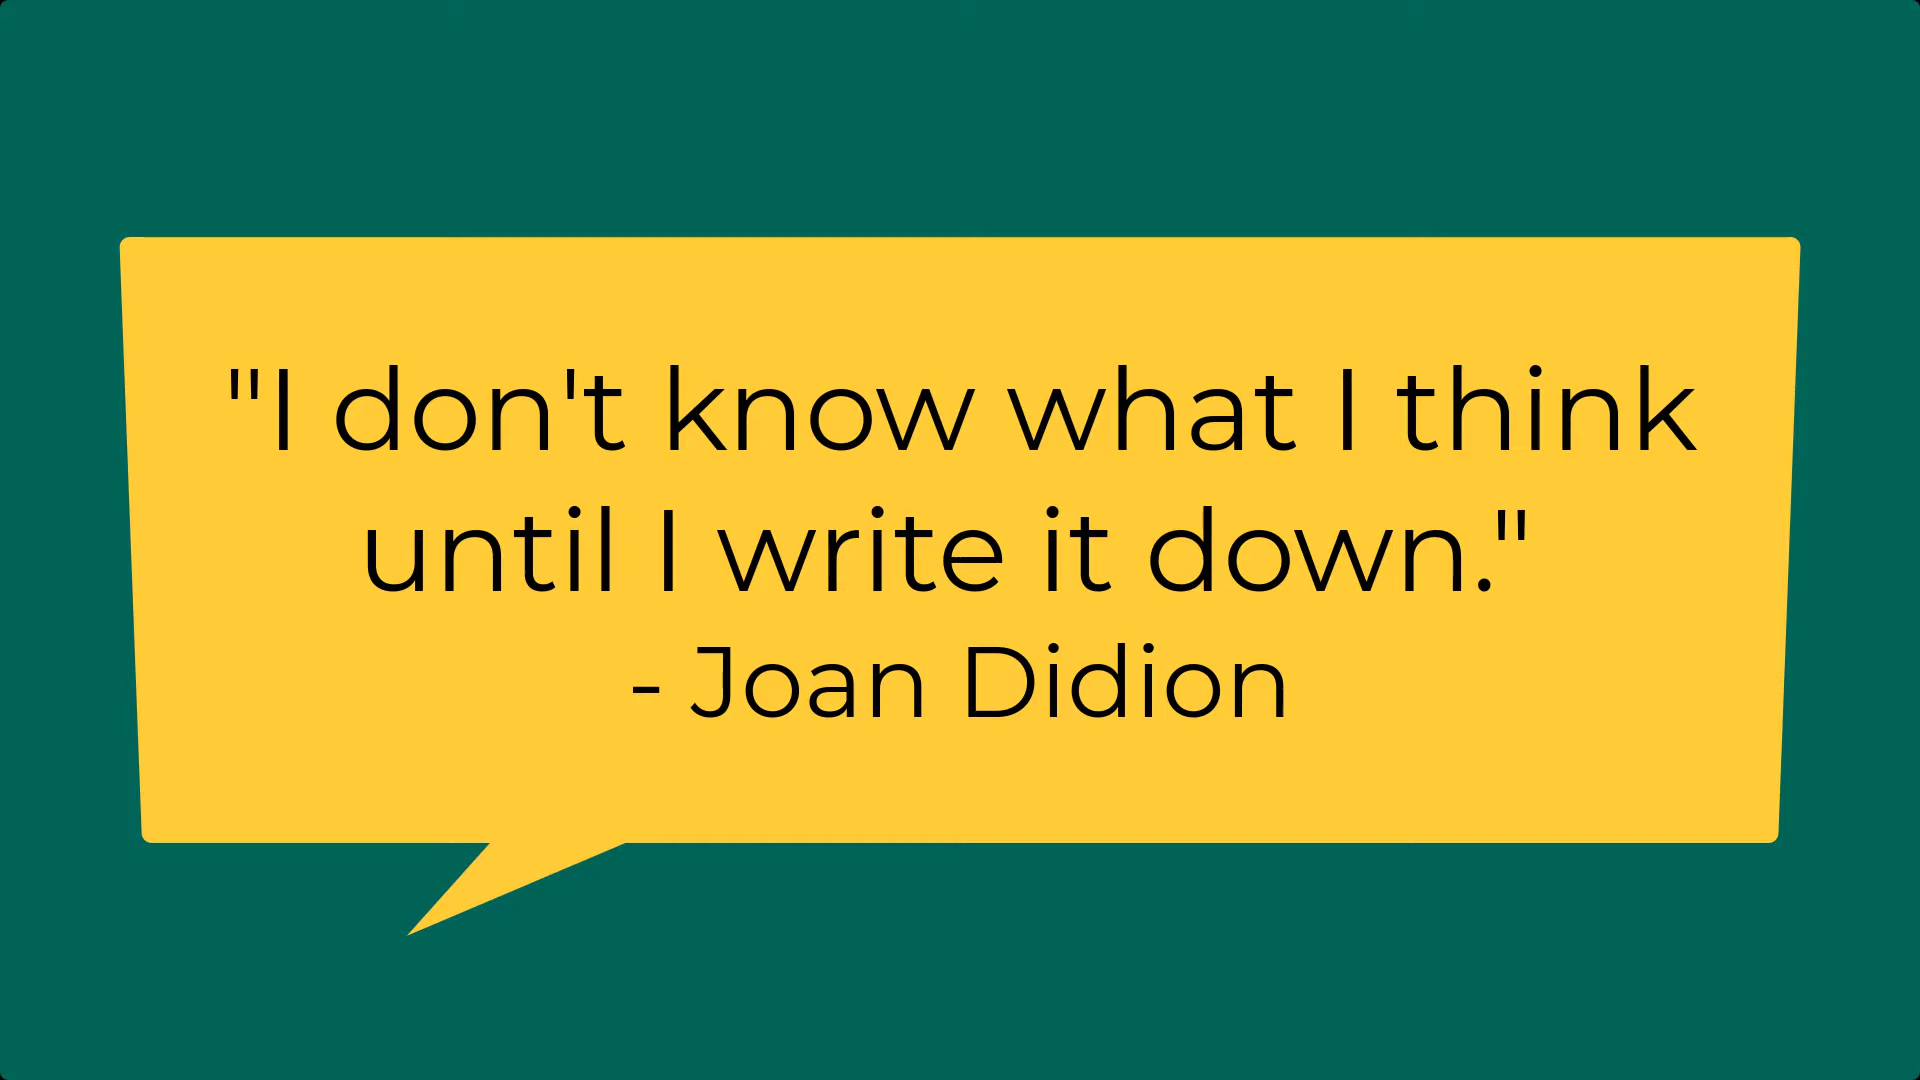 "I don't know what I think
until I write it down."
- Joan Didion